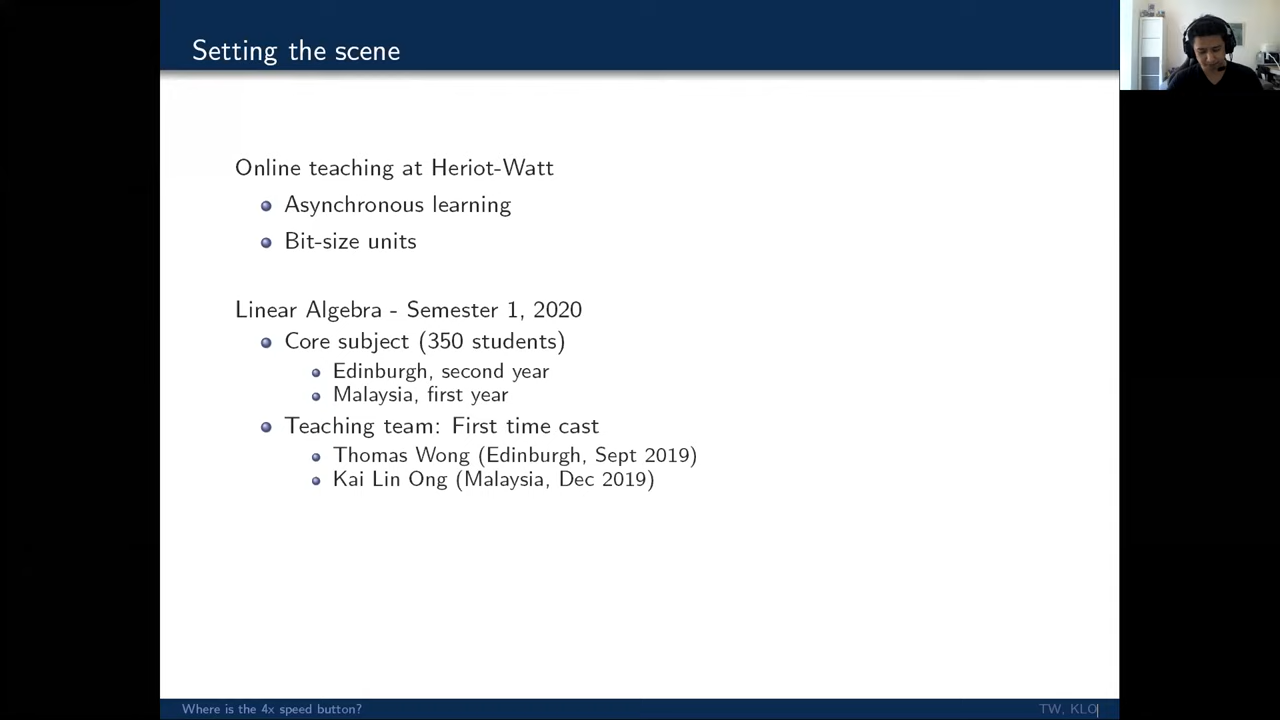 Setting the scene
Online teaching at Heriot-Watt
Asynchronous learning
Bit-size units
Linear Algebra - Semester 1, 2020
Core subject (350 students)
Edinburgh, second year
Malaysia, first year
Teaching team: First time cast
Thomas Wong (Edinburgh, Sept 2019)
Kai Lin Ong (Malaysia, Dec 2019)
Where is the 4x speed button?
TW, KLO